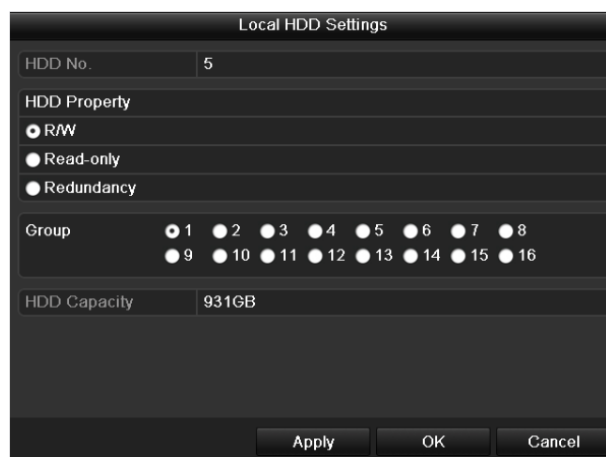 Local HDD Settings
HDD No. 5
HDD Property
R/W
Read-only
Redundancy
Group 1 2 3 4 5 6 7 8
9 10 11 12 13 14 15 16
HDD Capacity 931GB
Apply OK Cancel